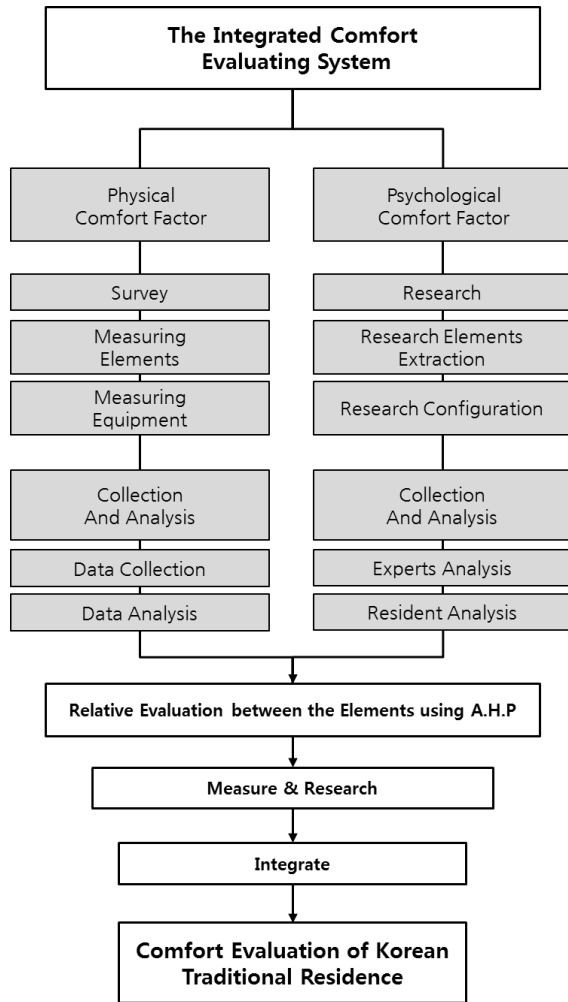 The Integrated Comfort
Evaluating System
Physical
Comfort Factor
Survey
Measuring
Elements
Measuring
Equipment
Collection
And Analysis
Data Collection
Data Analysis
Psychological
Comfort Factor
Research
Research Elements
Extraction
Research Configuration
Collection
And Analysis
Experts Analysis
Resident Analysis
Relative Evaluation between the Elements using A.H.P
Measure & Research
Integrate
Comfort Evaluation of Korean
Traditional Residence